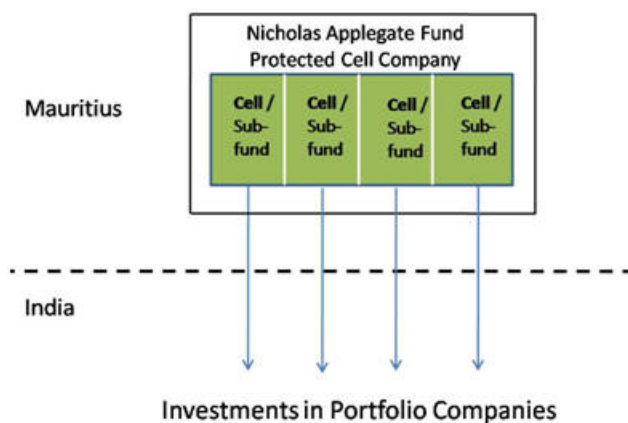 Nicholas Applegate Fund
Protected Cell Company
Mauritius
Cell / Cell / Cell / Cell /
Sub- Sub- Sub- Sub-
fund fund fund fund
India
Investments in Portfolio Companies